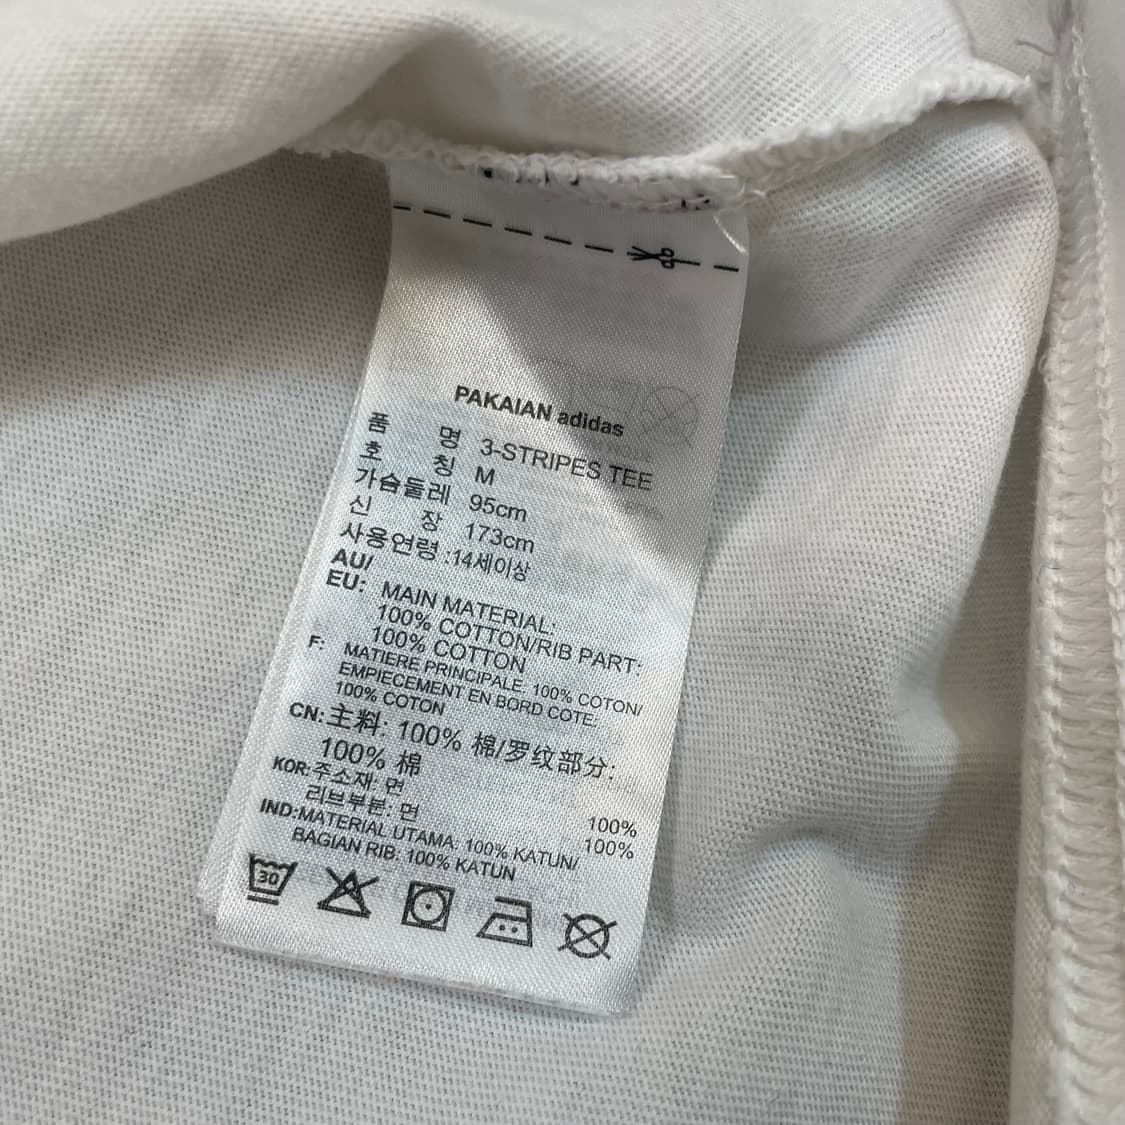 PAKAIAN adidas
품 명 3-STRIPES TEE
호 칭 M
가슴둘레 95cm
신 장 173cm
사용연령 :14세이상
AU/
EU: MAIN MATERIAL:
100% COTTON/RIB PART:
100% COTTON
F: MATIERE PRINCIPALE: 100% COTON/
EMPIECEMENT EN BORD COTE:
100% COTON
CN: 主料: 100% 棉/罗纹部分:
100% 棉
KOR: 주소재: 면 100%
리브부분: 면 100%
IND:MATERIAL UTAMA: 100% KATUN/
BAGIAN RIB: 100% KATUN
30